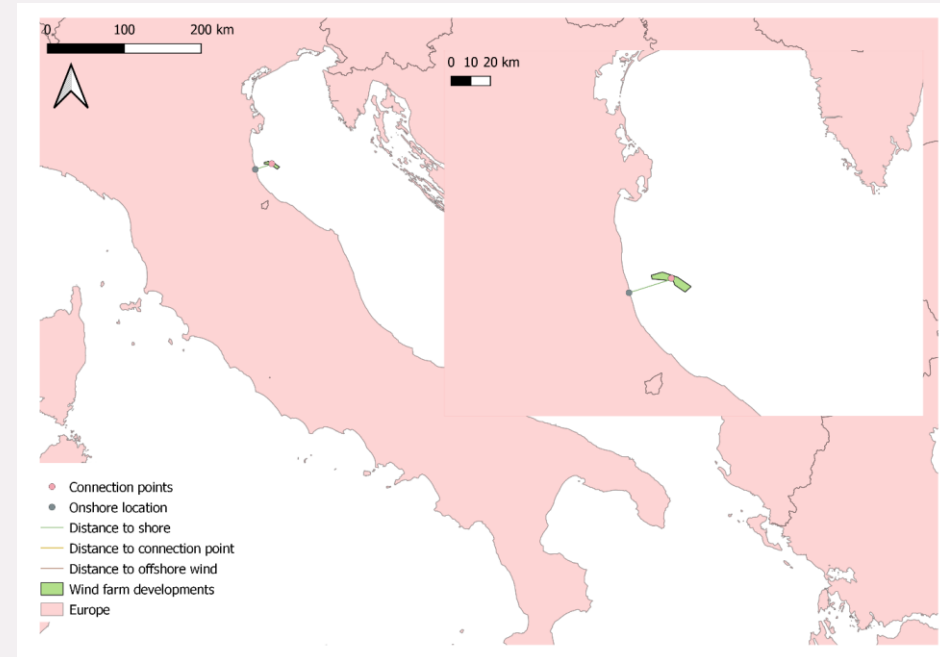 0 100 200 km
0 10 20 km
Connection points
Onshore location
Distance to shore
Distance to connection point
Distance to offshore wind
Wind farm developments
Europe